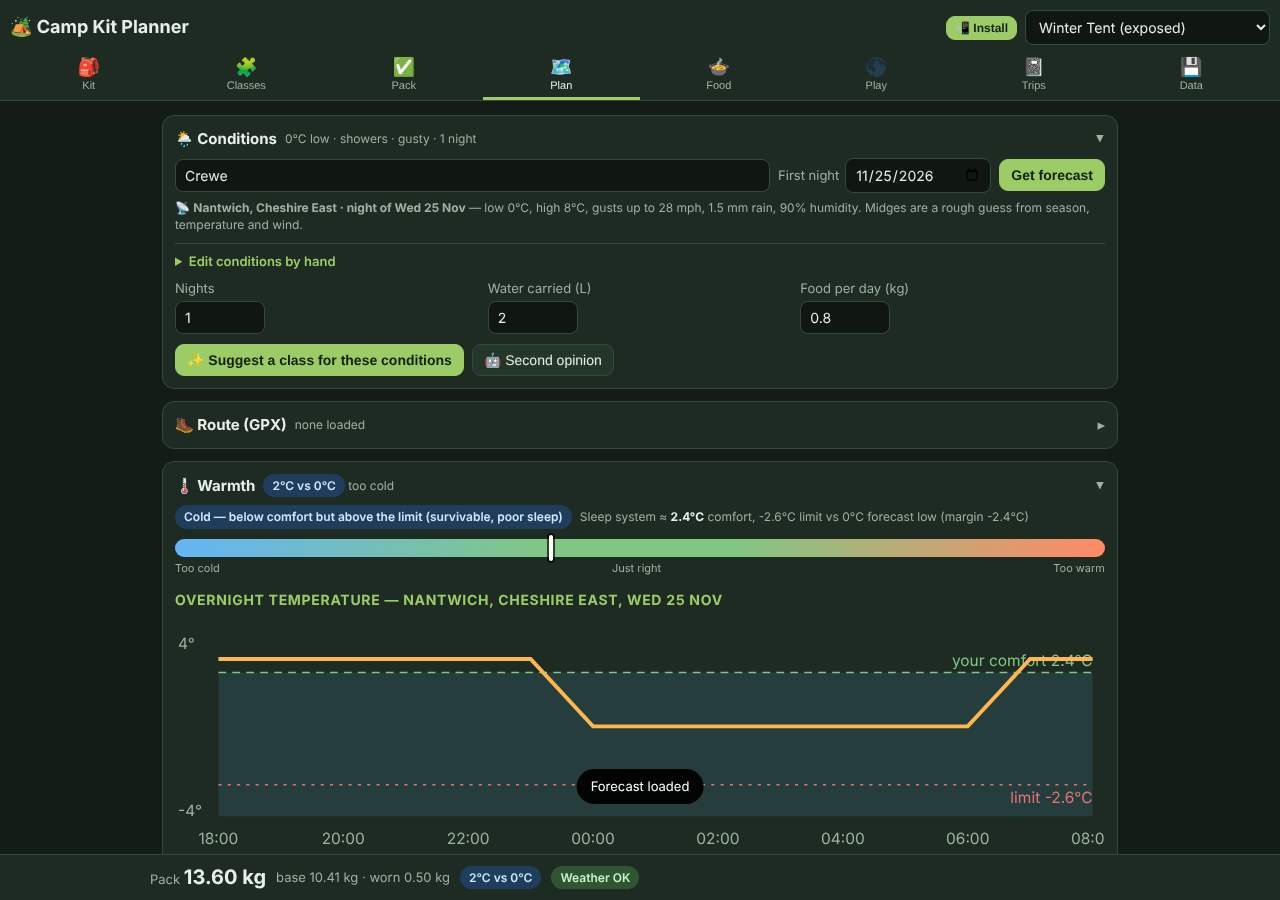 🏕️ Camp Kit Planner
📲 Install
Winter Tent (exposed)
Kit
Classes
Pack
Plan
Food
Play
Trips
Data
Conditions 0°C low · showers · gusty · 1 night
Crewe
First night
11/25/2026
Get forecast
📡 Nantwich, Cheshire East · night of Wed 25 Nov — low 0°C, high 8°C, gusts up to 28 mph, 1.5 mm rain, 90% humidity. Midges are a rough guess from season,
temperature and wind.
Edit conditions by hand
Nights
Water carried (L)
Food per day (kg)
1
2
0.8
✨ Suggest a class for these conditions
🤖 Second opinion
🥾 Route (GPX) none loaded
🌡️ Warmth 2°C vs 0°C too cold
Cold — below comfort but above the limit (survivable, poor sleep) Sleep system ≈ 2.4°C comfort, -2.6°C limit vs 0°C forecast low (margin -2.4°C)
Too cold
Just right
Too warm
OVERNIGHT TEMPERATURE — NANTWICH, CHESHIRE EAST, WED 25 NOV
4°
your comfort 2.4°C
Forecast loaded
limit -2.6°C
-4°
18:00 20:00 22:00 00:00 02:00 04:00 06:00 08:0
Pack 13.60 kg base 10.41 kg · worn 0.50 kg 2°C vs 0°C Weather OK